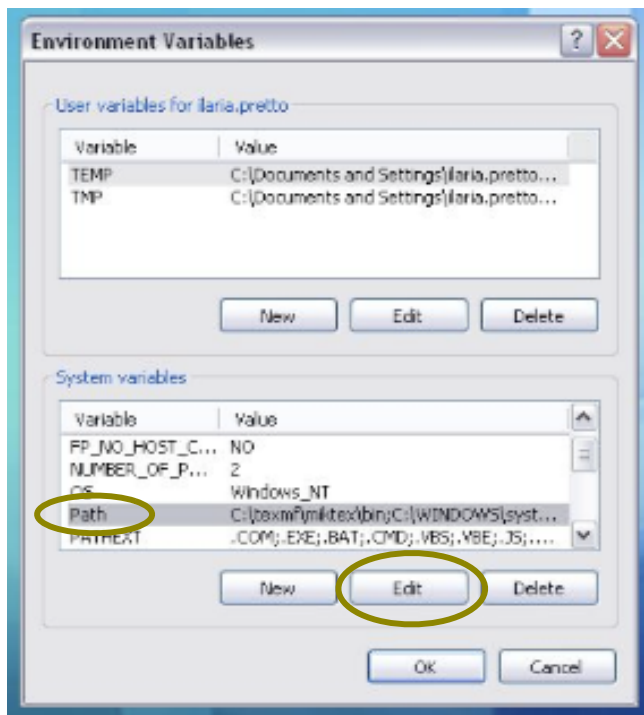 Environment Variables
User variables for ilaria.pretto
Variable Value
TEMP C:\Documents and Settings\ilaria.pretto...
TMP C:\Documents and Settings\ilaria.pretto...
New Edit Delete
System variables
Variable Value
FP_NO_HOST_C... NO
NUMBER_OF_P... 2
OS Windows_NT
Path C:\texmf\miktex\bin;C:\WINDOWS\syst...
PATHEXT .COM;.EXE;.BAT;.CMD;.VBS;.VBE;.JS;....
New Edit Delete
OK Cancel